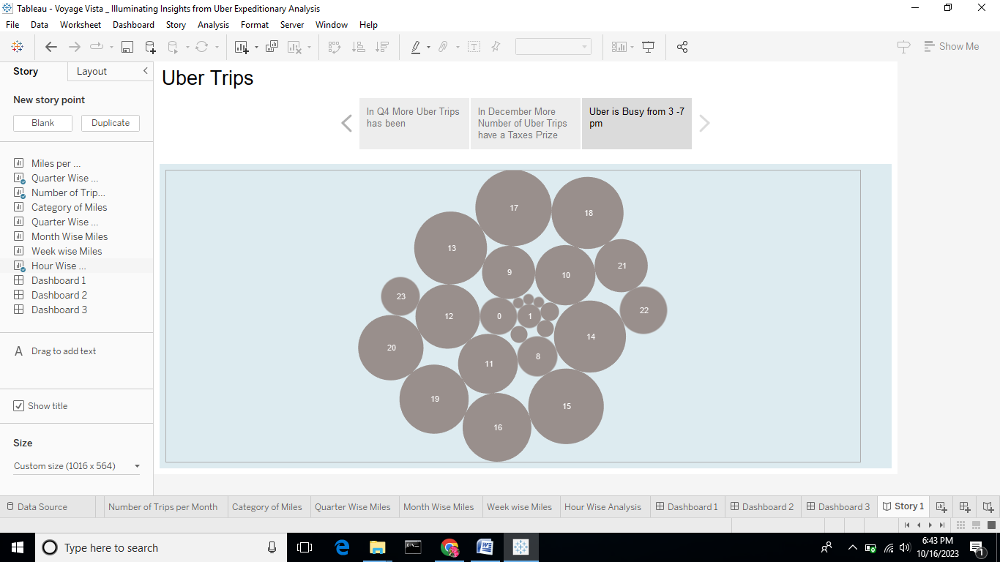 Tableau - Voyage Vista _ Illuminating Insights from Uber Expeditionary Analysis
File Data Worksheet Dashboard Story Analysis Format Server Window Help
Show Me
Story Layout
New story point
Blank Duplicate
Miles per ...
Quarter Wise ...
Number of Trip...
Category of Miles
Quarter Wise ...
Month Wise Miles
Week wise Miles
Hour Wise ...
Dashboard 1
Dashboard 2
Dashboard 3
A Drag to add text
Show title
Size
Custom size (1016 x 564)
Uber Trips
In Q4 More Uber Trips
has been
In December More
Number of Uber Trips
have a Taxes Prize
Uber is Busy from 3 -7
pm
17
18
13
9
10
21
23
12
0
1
14
22
20
11
8
19
16
15
Data Source Number of Trips per Month Category of Miles Quarter Wise Miles Month Wise Miles Week wise Miles Hour Wise Analysis Dashboard 1 Dashboard 2 Dashboard 3 Story 1
Type here to search
6:43 PM
10/16/2023
1